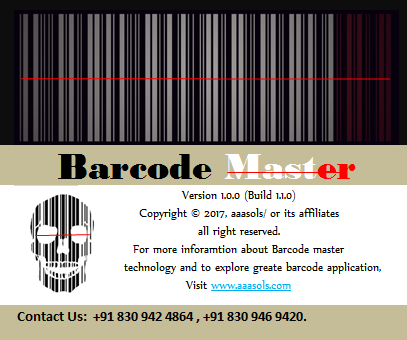 Barcode Master
Version 1.0.0 (Build 1.1.0)
Copyright © 2017, aaasols/ or its affiliates
all right reserved.
For more inforamtion about Barcode master
technology and to explore greate barcode application,
Visit www.aaasols.com
Contact Us:  +91 830 942 4864 , +91 830 946 9420.